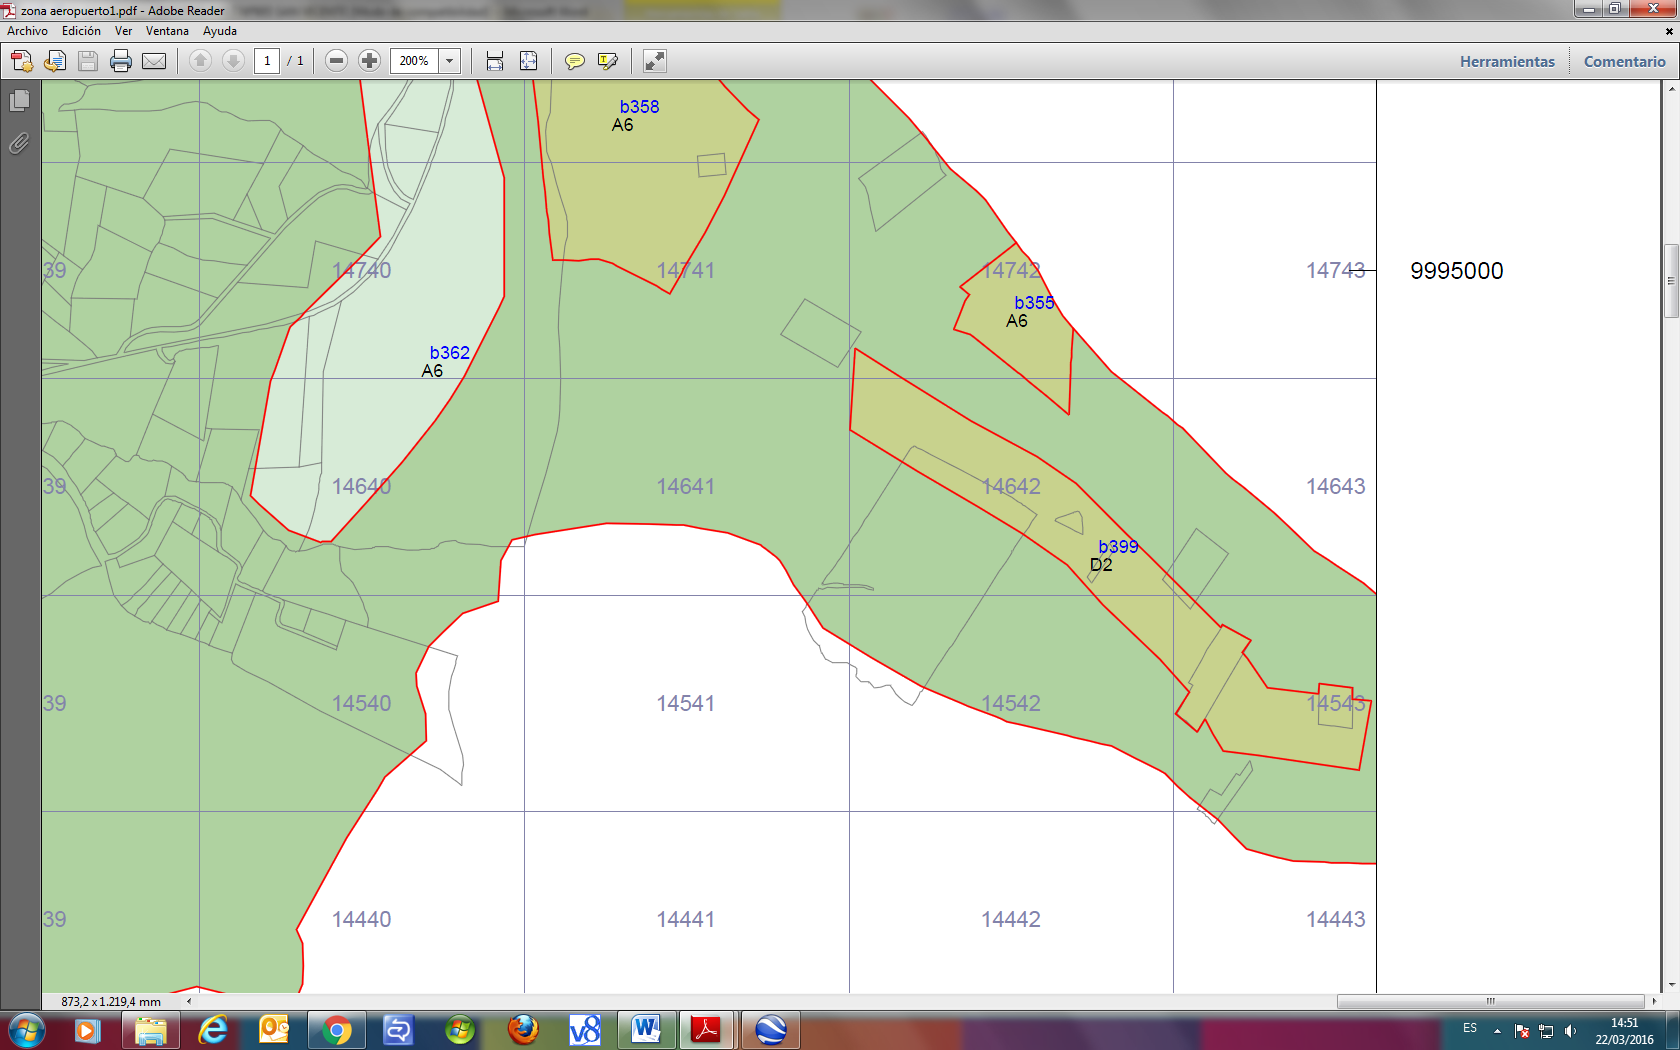 zona aeropuerto1.pdf - Adobe Reader
Archivo Edición Ver Ventana Ayuda
1 / 1 200% Herramientas Comentario
b358
A6
39 14740 14741 14742 14743 9995000
b355
A6
b362
A6
39 14640 14641 14642 14643
b399
D2
39 14540 14541 14542 14543
39 14440 14441 14442 14443
873,2 x 1.219,4 mm
ES 14:51
22/03/2016